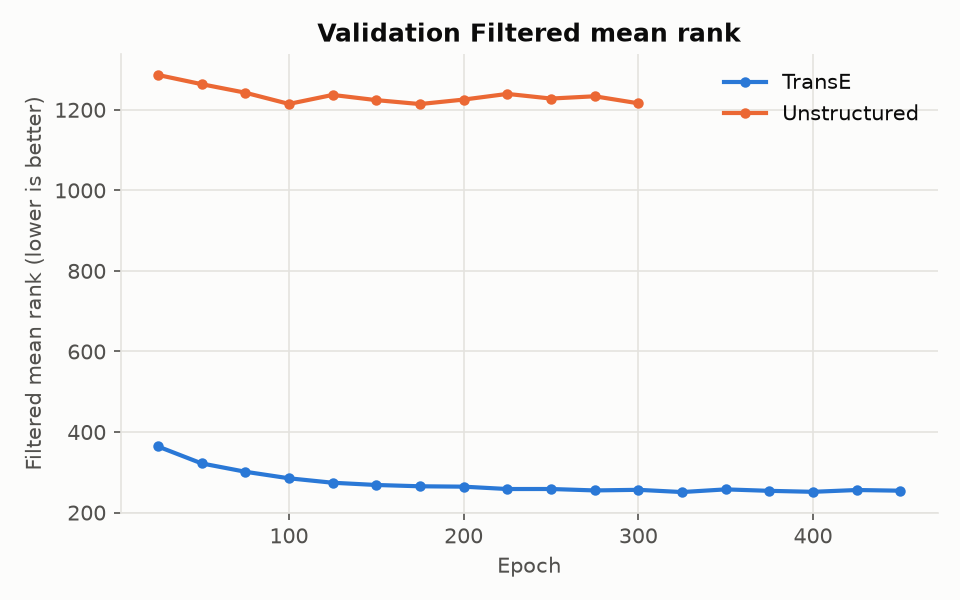 Validation Filtered mean rank
TransE
Unstructured
Filtered mean rank (lower is better)
1200
1000
800
600
400
200
100
200
300
400
Epoch